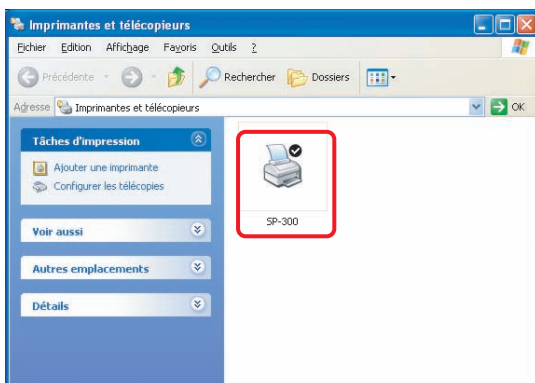 Imprimantes et télécopieurs
Fichier Edition Affichage Favoris Outils ?
Précédente Rechercher Dossiers
Adresse Imprimantes et télécopieurs OK
Tâches d'impression
Ajouter une imprimante
Configurer les télécopies
SP-300
Voir aussi
Autres emplacements
Détails